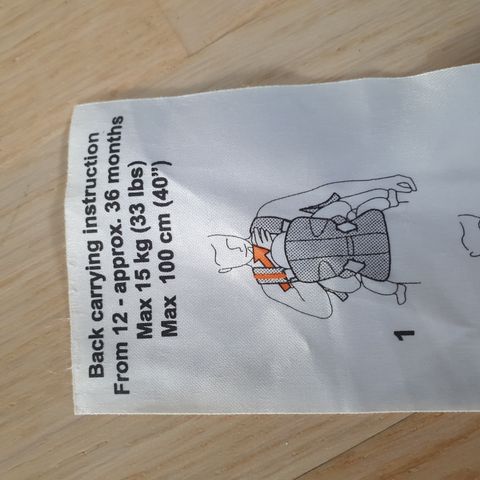 Back carrying instruction
From 12 - approx. 36 months
Max 15 kg (33 lbs)
Max 100 cm (40”)
1